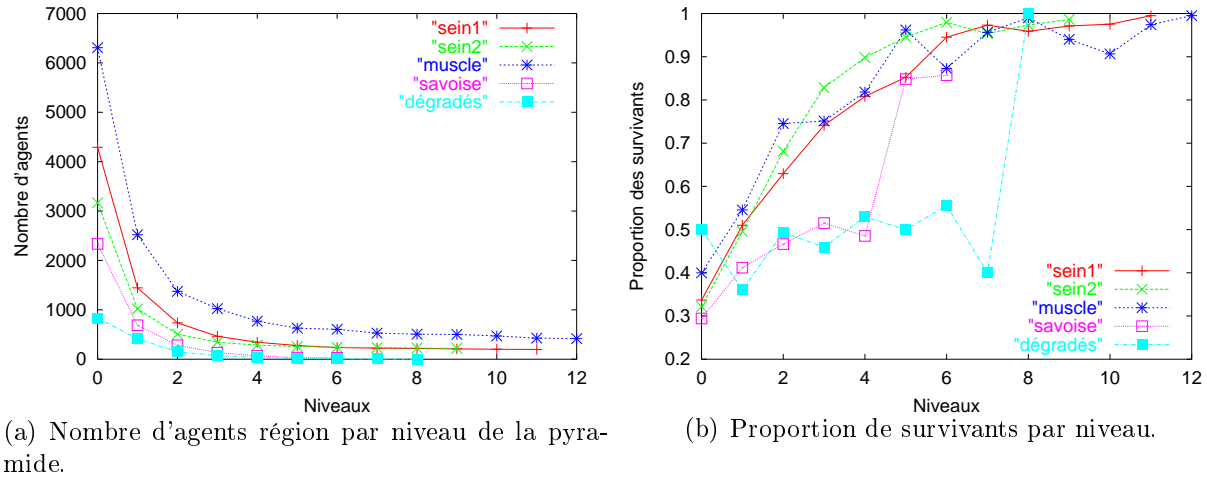 7000
6000
5000
4000
3000
2000
1000
0
Nombre d'agents
"sein1"
"sein2"
"muscle"
"savoise"
"dégradés"
0 2 4 6 8 10 12
Niveaux
(a) Nombre d'agents région par niveau de la pyra-
mide.
1
0.9
0.8
0.7
0.6
0.5
0.4
0.3
0.2
Proportion des survivants
"sein1"
"sein2"
"muscle"
"savoise"
"dégradés"
0 2 4 6 8 10 12
Niveaux
(b) Proportion de survivants par niveau.